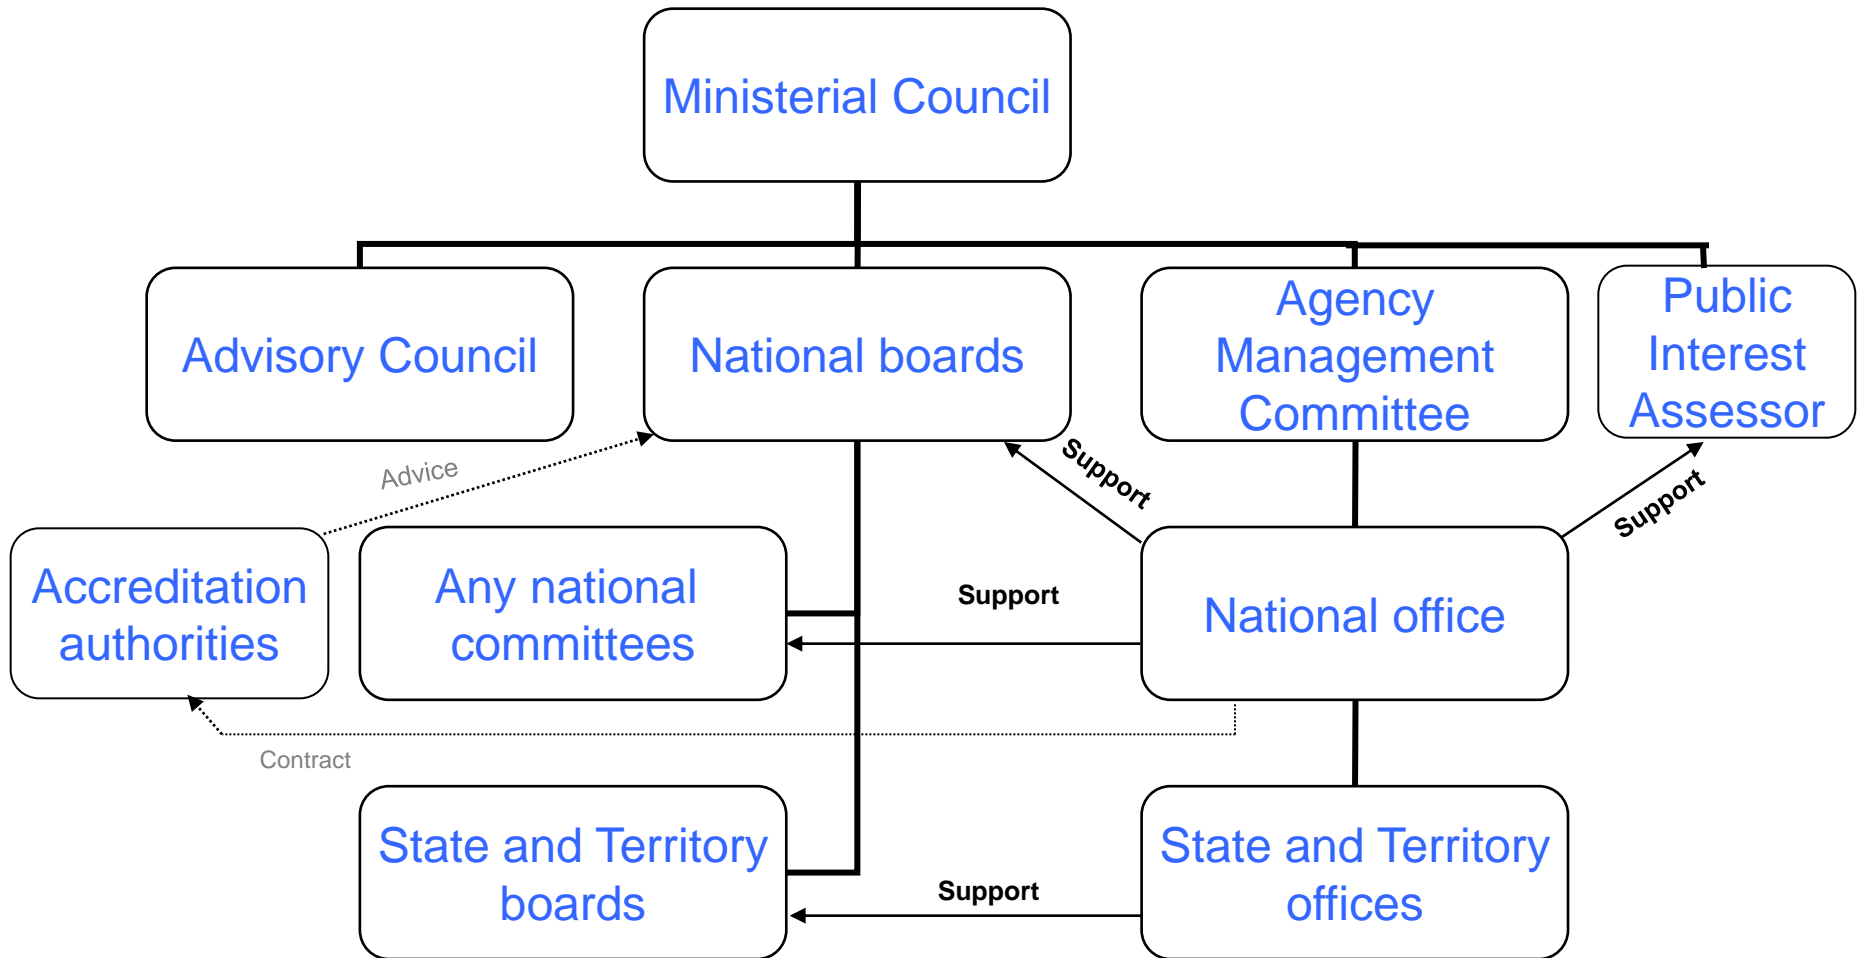 Ministerial Council
Advisory Council
National boards
Agency
Management
Committee
Public
Interest
Assessor
Advice
Support
Support
Accreditation
authorities
Any national
committees
Support
National office
Contract
State and Territory
boards
Support
State and Territory
offices